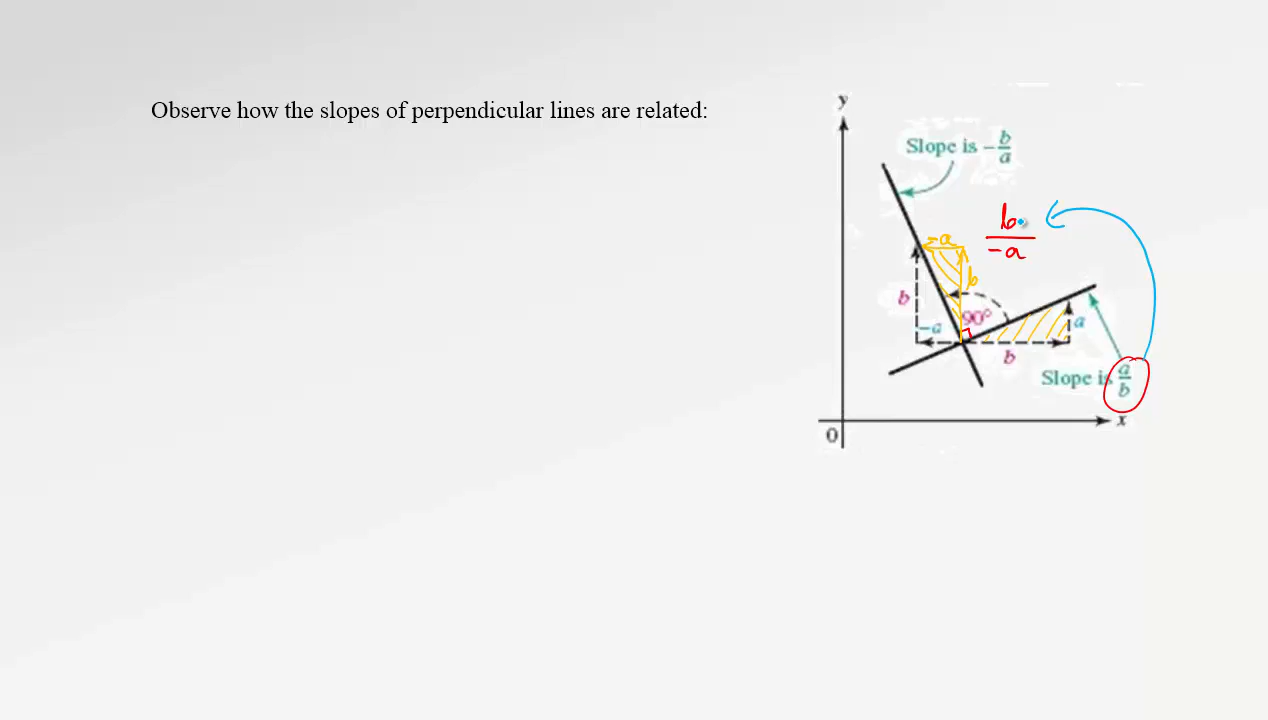 Observe how the slopes of perpendicular lines are related:
y
Slope is -b/a
b/-a
-a
b
b
90°
-a
a
b
Slope is a/b
x
0